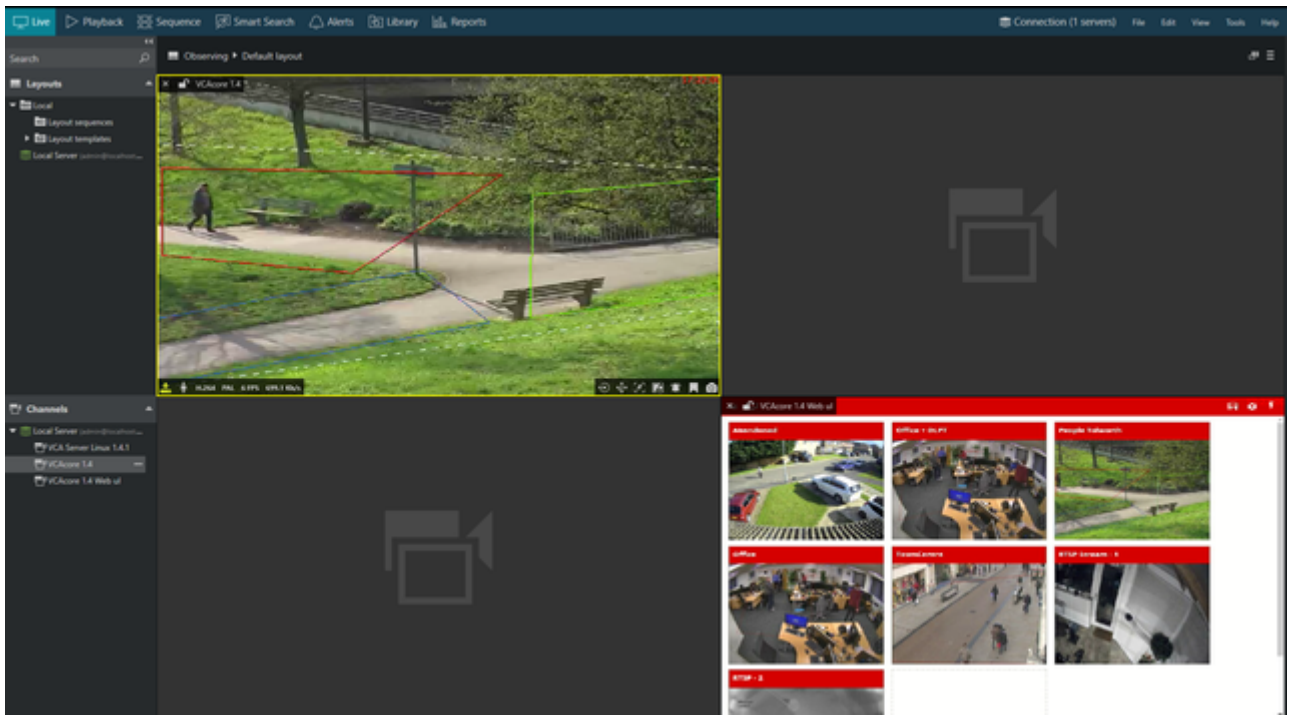 Live Playback Sequence Smart Search Alerts Library Reports Connection (1 servers) File Edit View Tools Help
Search
Observing Default layout
Layouts
VCAcore 1.4
Local
Layout sequences
Layout templates
Local Server
H.264 PAL 6 FPS
Channels
VCAcore 1.4 Web ui
Local Server
VCA Server Linux 1.4.1
VCAcore 1.4
VCAcore 1.4 Web ui
Abandoned
People Tolworth
Office
RTSP Stream - 1
RTSP - 2